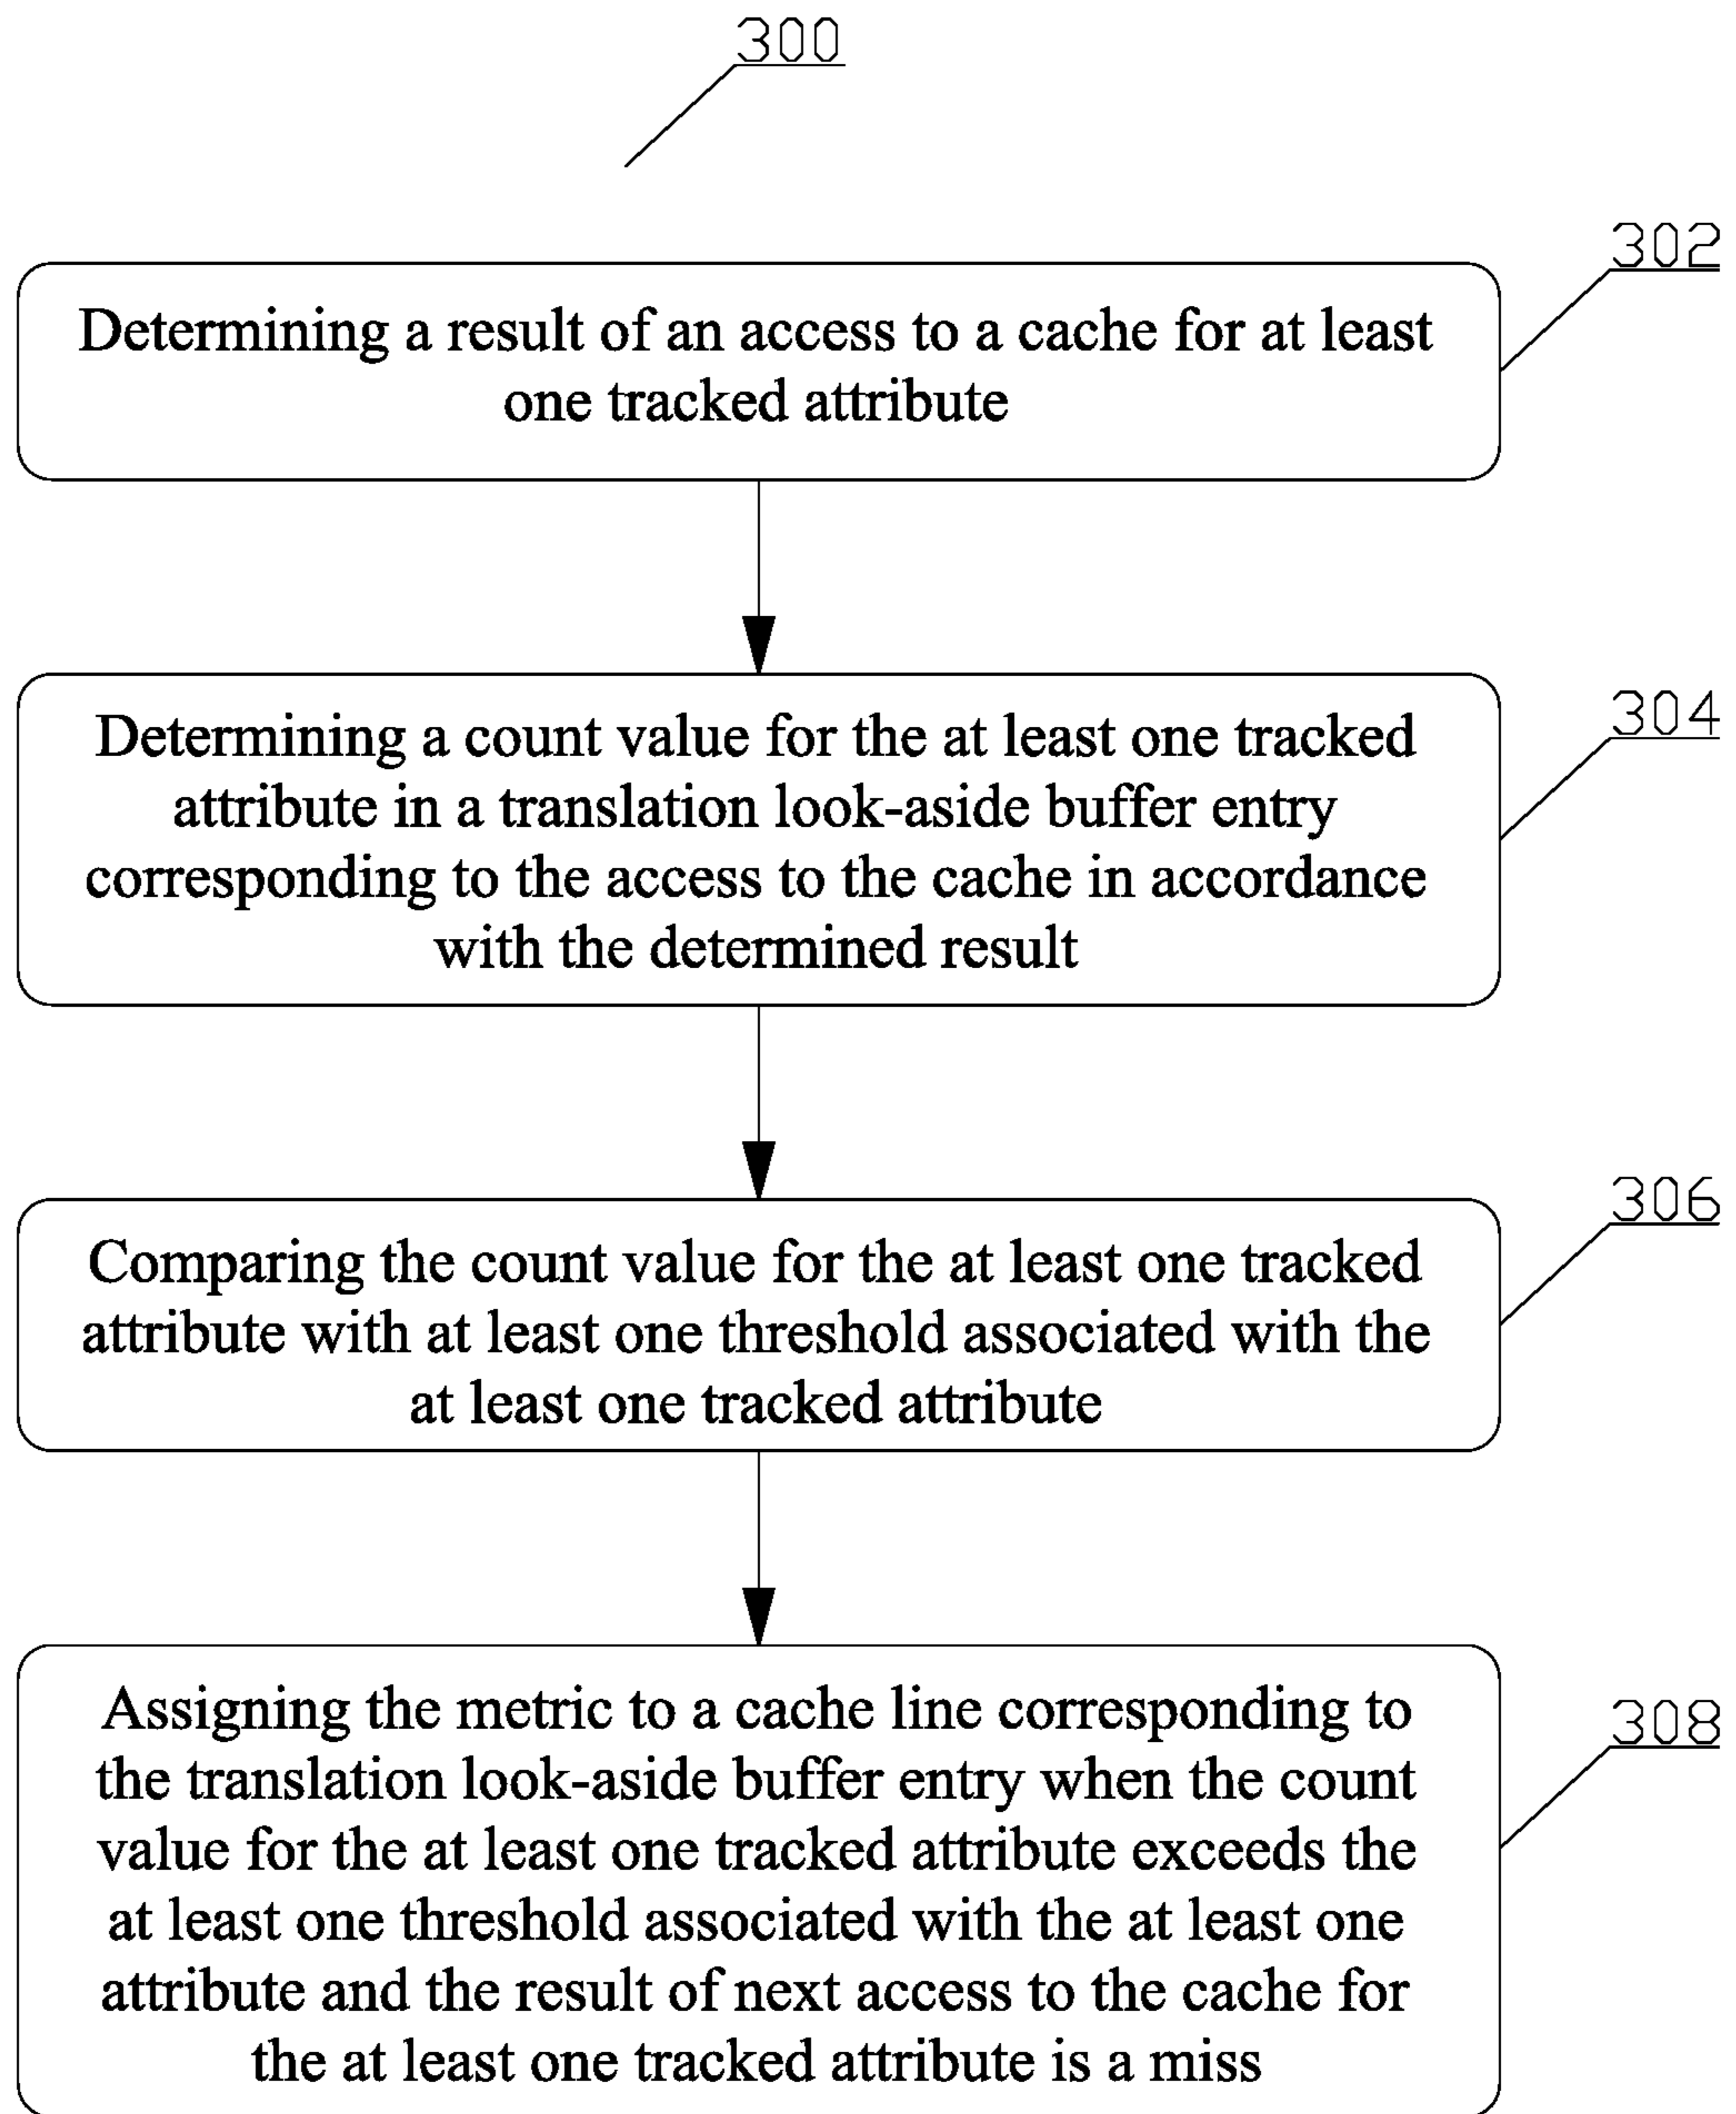 300
302
Determining a result of an access to a cache for at least
one tracked attribute
304
Determining a count value for the at least one tracked
attribute in a translation look-aside buffer entry
corresponding to the access to the cache in accordance
with the determined result
306
Comparing the count value for the at least one tracked
attribute with at least one threshold associated with the
at least one tracked attribute
308
Assigning the metric to a cache line corresponding to
the translation look-aside buffer entry when the count
value for the at least one tracked attribute exceeds the
at least one threshold associated with the at least one
attribute and the result of next access to the cache for
the at least one tracked attribute is a miss